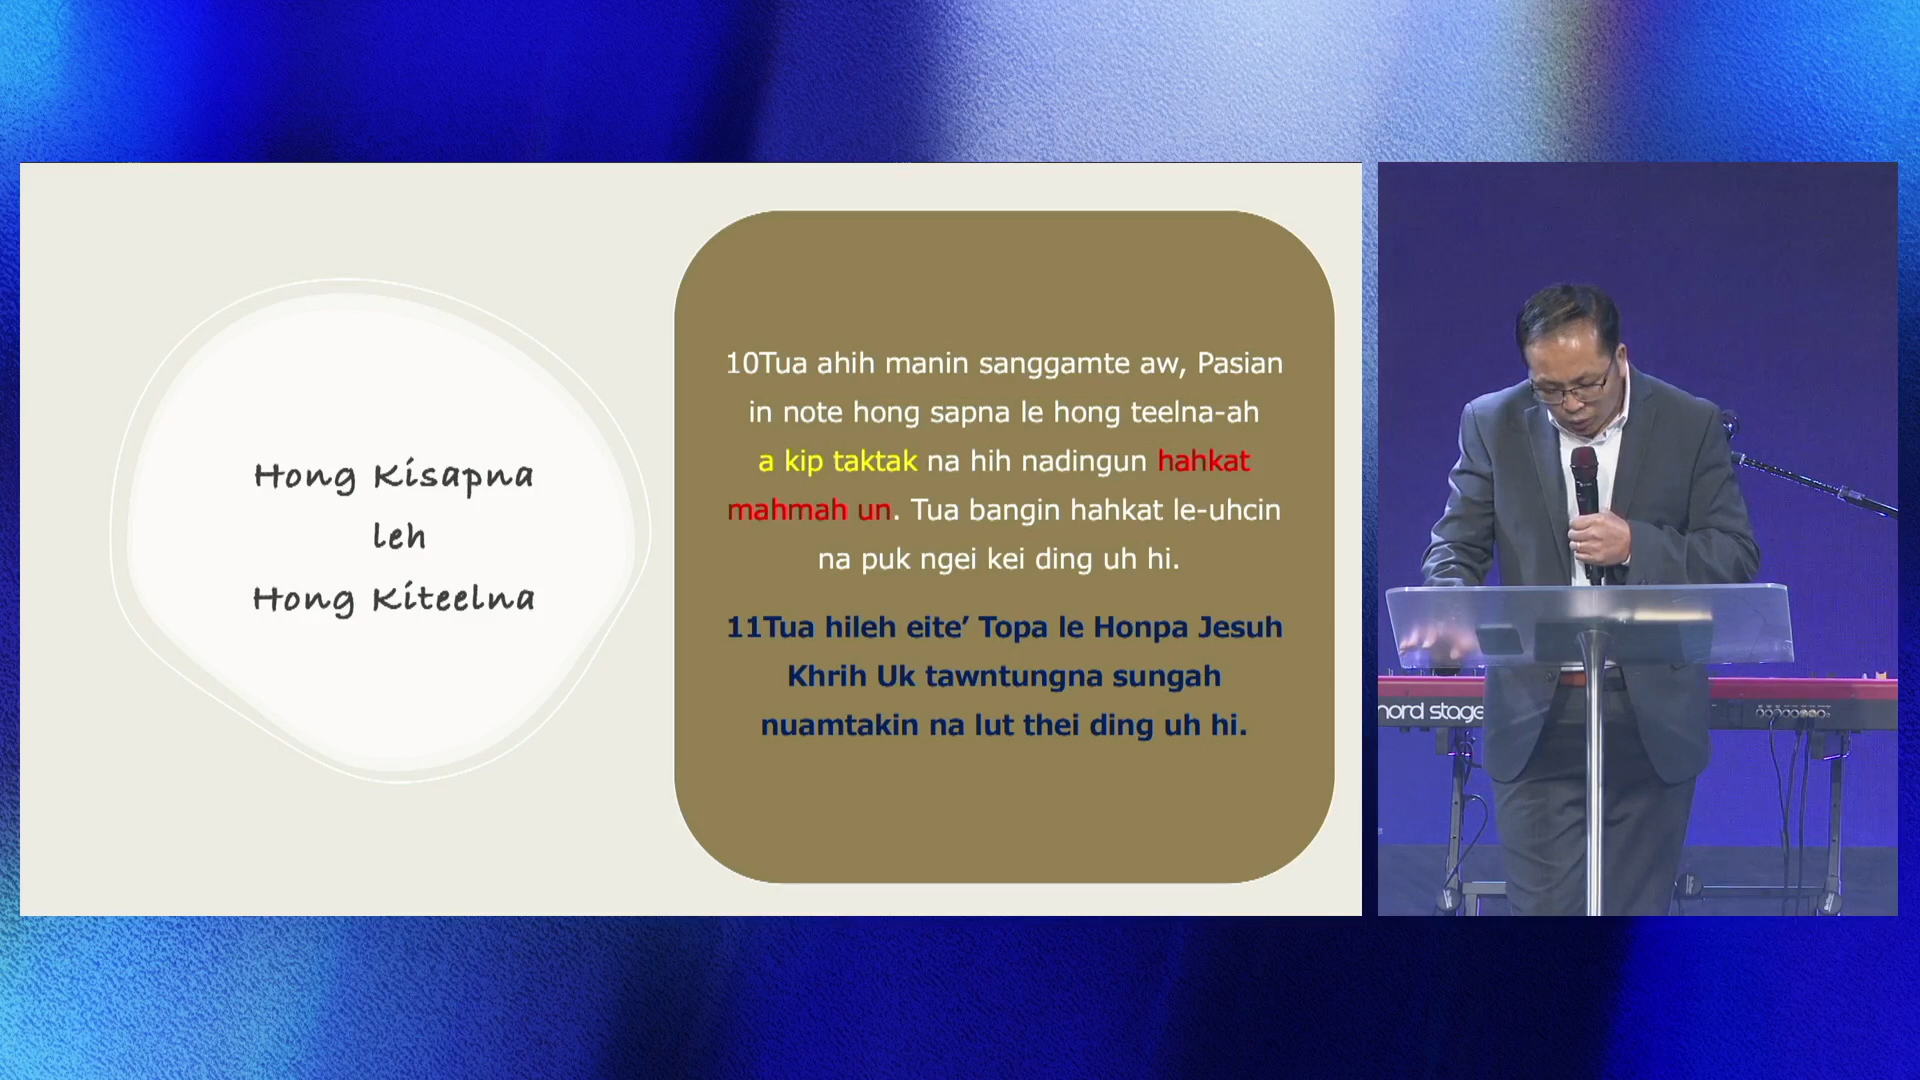 Hong Kisapna
leh
Hong Kiteelna
10Tua ahih manin sanggamte aw, Pasian
in note hong sapna le hong teelna-ah
a kip taktak na hih nadingun hahkat
mahmah un. Tua bangin hahkat le-uhcin
na puk ngei kei ding uh hi.
11Tua hileh eite’ Topa le Honpa Jesuh
Khrih Uk tawntungna sungah
nuamtakin na lut thei ding uh hi.
nord stage